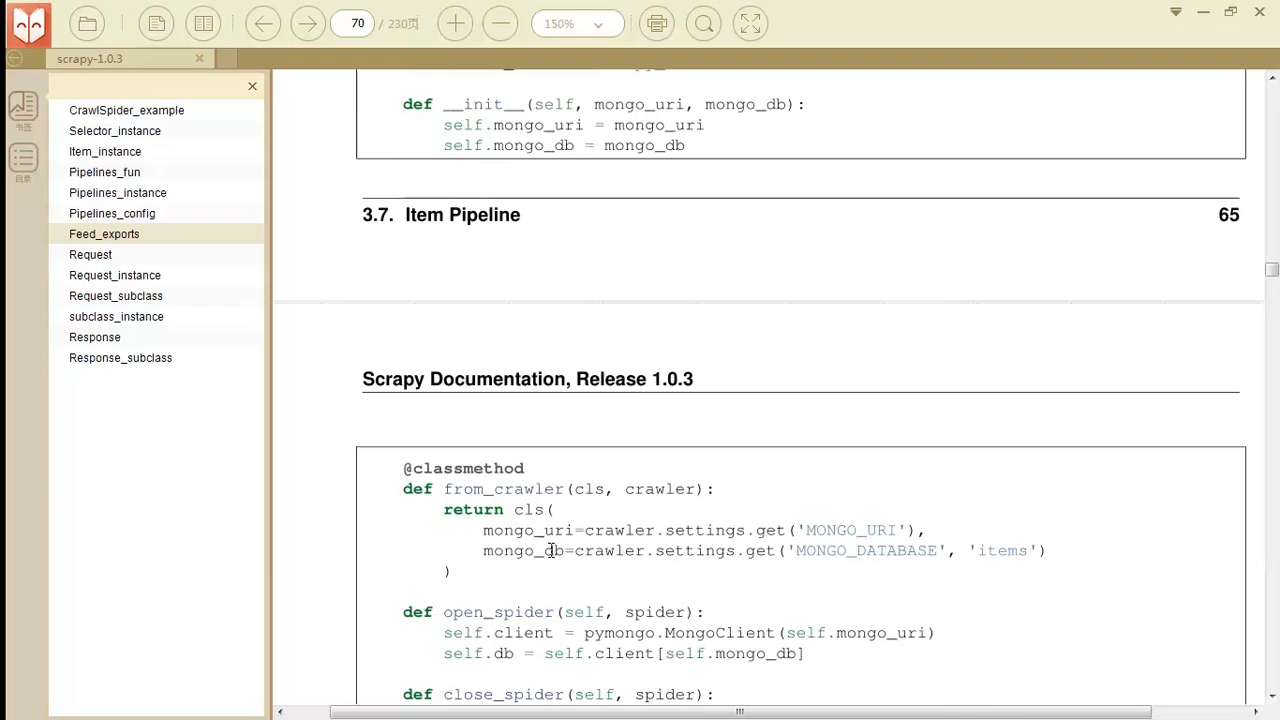 70 / 230页
150%
scrapy-1.0.3
书签
目录
CrawlSpider_example
Selector_instance
Item_instance
Pipelines_fun
Pipelines_instance
Pipelines_config
Feed_exports
Request
Request_instance
Request_subclass
subclass_instance
Response
Response_subclass
def __init__(self, mongo_uri, mongo_db):
self.mongo_uri = mongo_uri
self.mongo_db = mongo_db
3.7. Item Pipeline 65
Scrapy Documentation, Release 1.0.3
@classmethod
def from_crawler(cls, crawler):
return cls(
mongo_uri=crawler.settings.get('MONGO_URI'),
mongo_db=crawler.settings.get('MONGO_DATABASE', 'items')
)
def open_spider(self, spider):
self.client = pymongo.MongoClient(self.mongo_uri)
self.db = self.client[self.mongo_db]
def close_spider(self, spider):